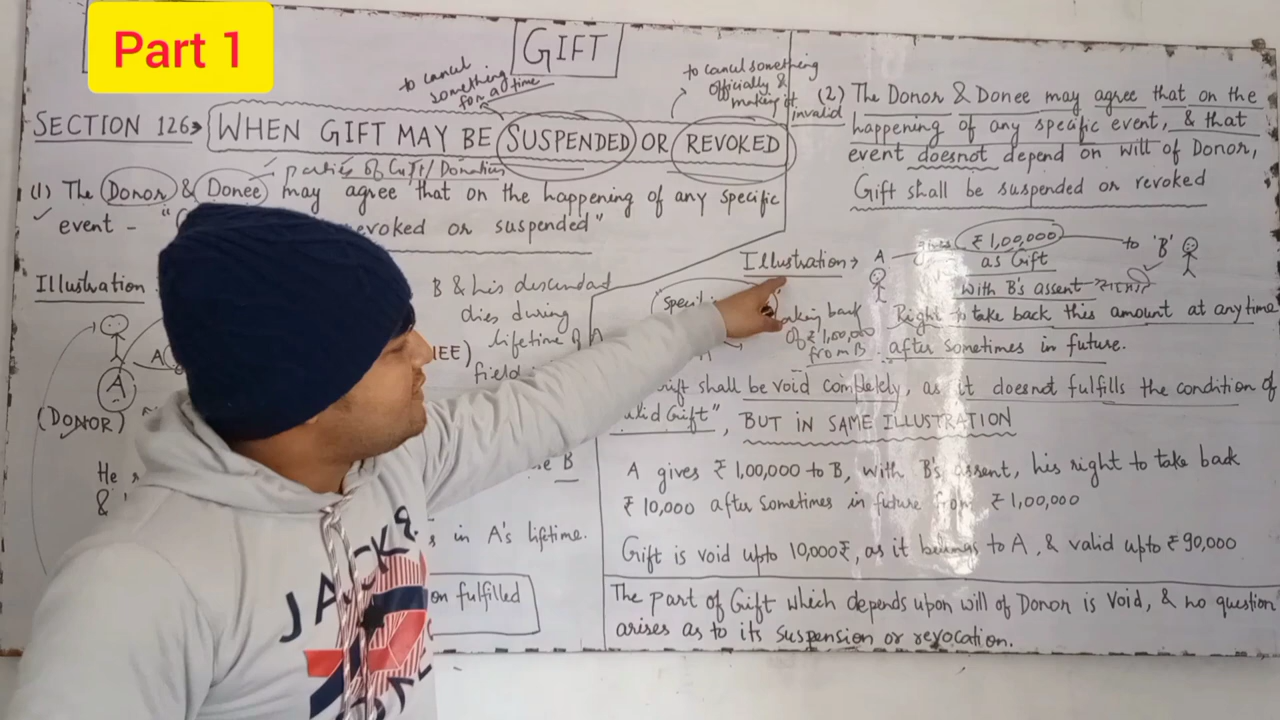 Part 1
GIFT
to cancel
something
for a time
to cancel something
officially &
making it
invalid
SECTION 126→ WHEN GIFT MAY BE SUSPENDED OR REVOKED
parties of Gift/Donation
(1) The Donor & Donee may agree that on the happening of any specific
event - revoked or suspended"
Illustration
B & his descendant
dies during
lifetime of A
field
A
A
(DONOR)
He
&
B
in A's lifetime.
on fulfilled
(2) The Donor & Donee may agree that on the
happening of any specific event, & that
event doesnot depend on will of Donor,
Gift shall be suspended or revoked
Illustration→ A gives ₹1,00,000 to 'B'
as Gift
with B's assent
Right to take back this amount at any time
after sometimes in future.
taking back
of ₹1,00,000
from B
Gift shall be void completely, as it doesnot fulfills the condition of
valid Gift", BUT IN SAME ILLUSTRATION
A gives ₹1,00,000 to B, with B's assent, his right to take back
₹10,000 after sometimes in future from ₹1,00,000
Gift is void upto 10,000₹, as it belongs to A, & valid upto ₹90,000
The part of Gift which depends upon will of Donor is void, & no question
arises as to its suspension or revocation.
JACK &